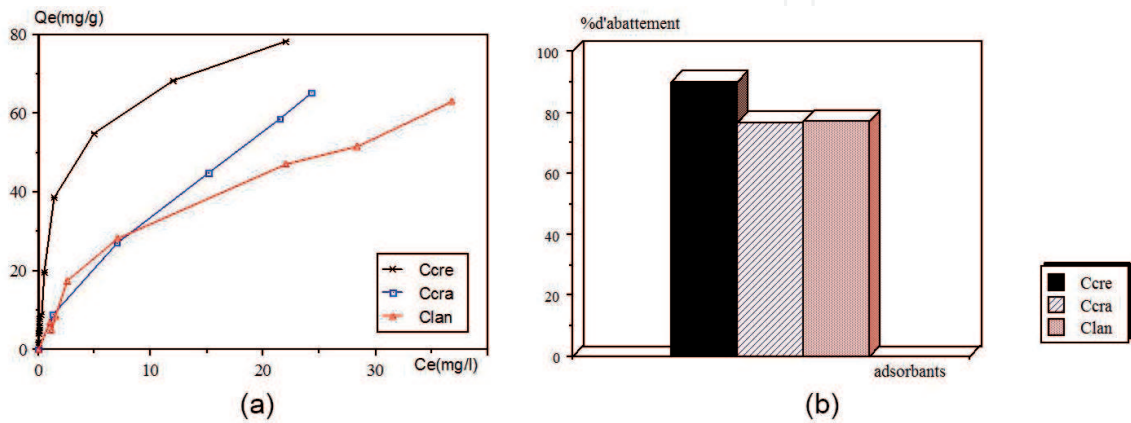 Qe(mg/g)
80
60
40
20
0
0
10
20
30
Ce(mg/l)
Ccre
Ccra
Clan
(a)
%d'abattement
100
80
60
40
20
0
adsorbants
Ccre
Ccra
Clan
(b)